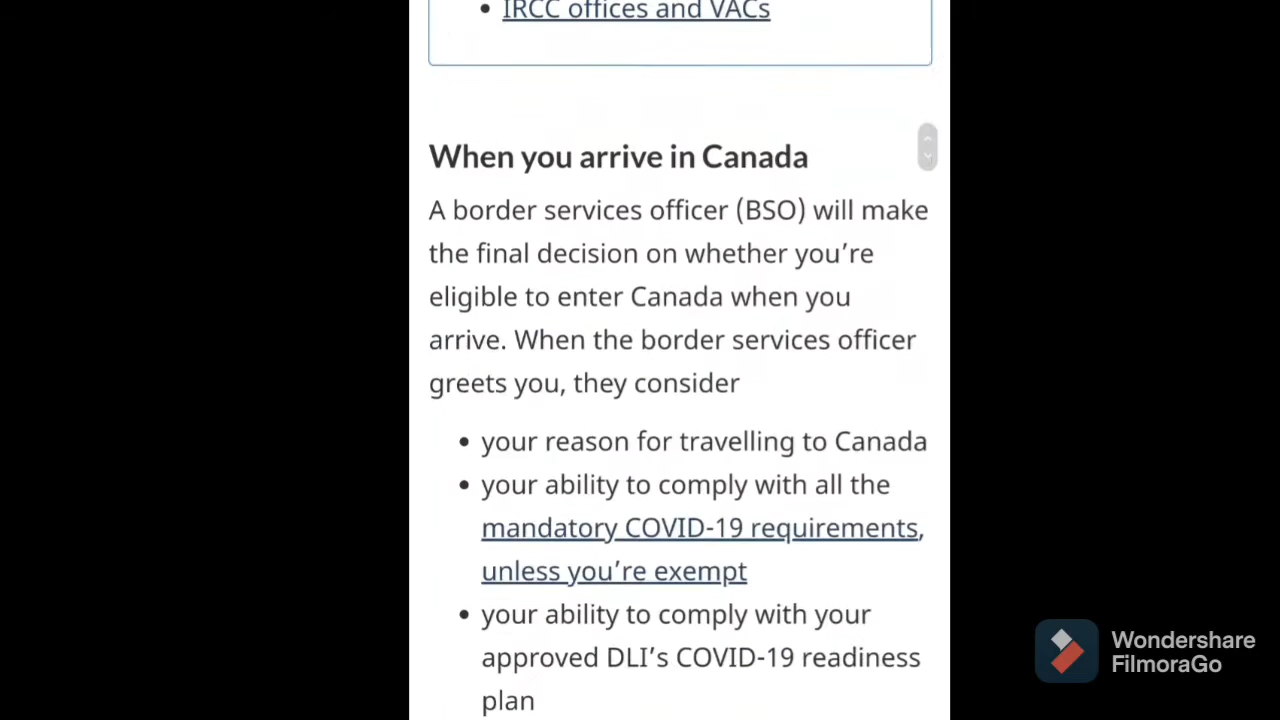 IRCC offices and VACs
When you arrive in Canada
A border services officer (BSO) will make
the final decision on whether you’re
eligible to enter Canada when you
arrive. When the border services officer
greets you, they consider
your reason for travelling to Canada
your ability to comply with all the
mandatory COVID-19 requirements,
unless you’re exempt
your ability to comply with your
approved DLI’s COVID-19 readiness
plan
Wondershare
FilmoraGo